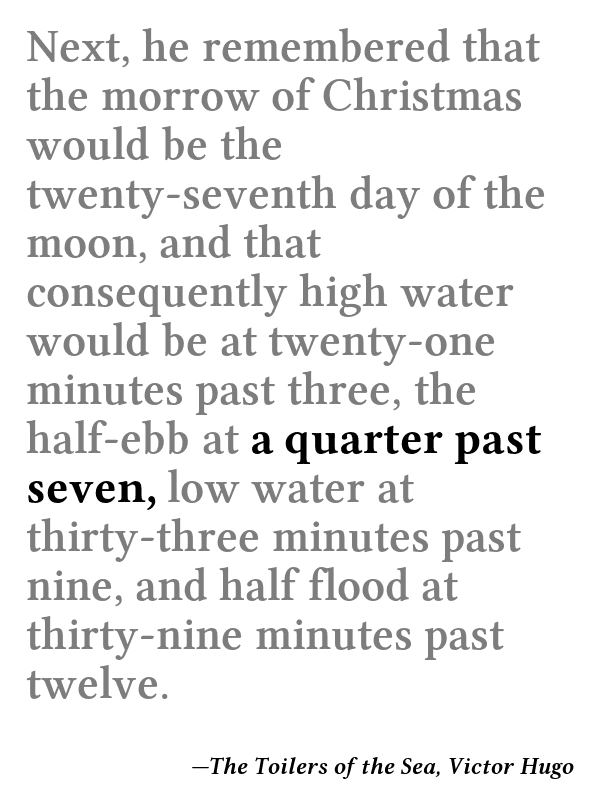 Next, he remembered that
the morrow of Christmas
would be the
twenty-seventh day of the
moon, and that
consequently high water
would be at twenty-one
minutes past three, the
half-ebb at a quarter past
seven, low water at
thirty-three minutes past
nine, and half flood at
thirty-nine minutes past
twelve.
—The Toilers of the Sea, Victor Hugo